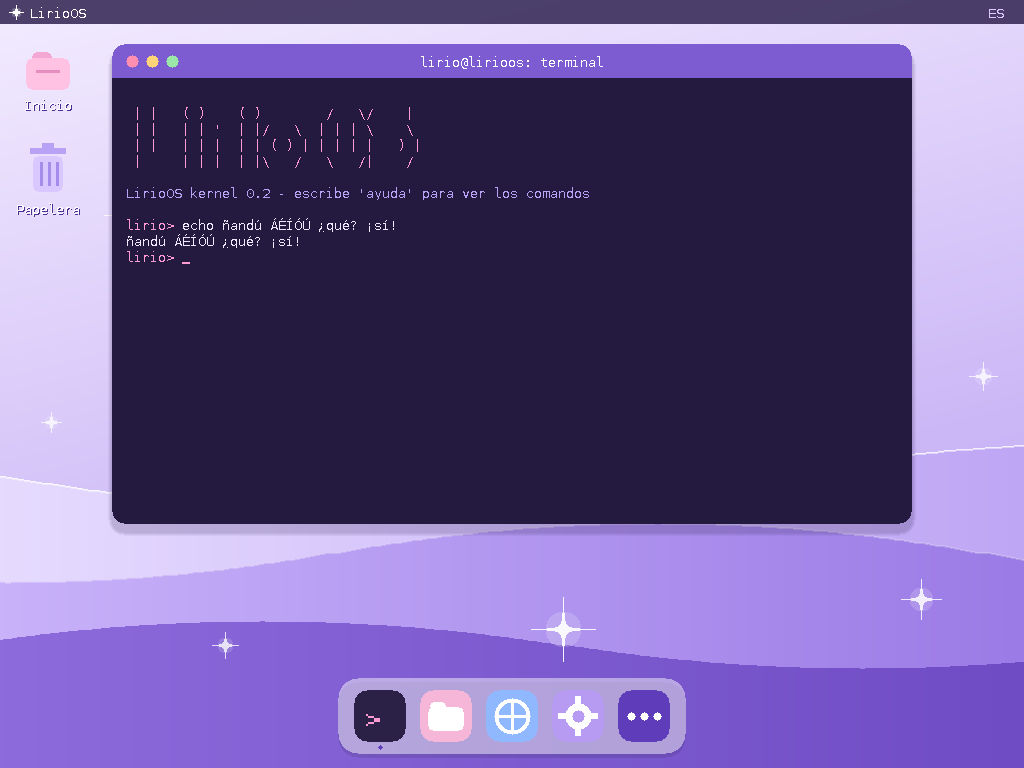 LirioOS
ES
lirio@lirioos: terminal
Inicio
Papelera
LirioOS kernel 0.2 - escribe 'ayuda' para ver los comandos
lirio> echo ñandú ÁÉÍÓÚ ¿qué? ¡sí!
ñandú ÁÉÍÓÚ ¿qué? ¡sí!
lirio> _